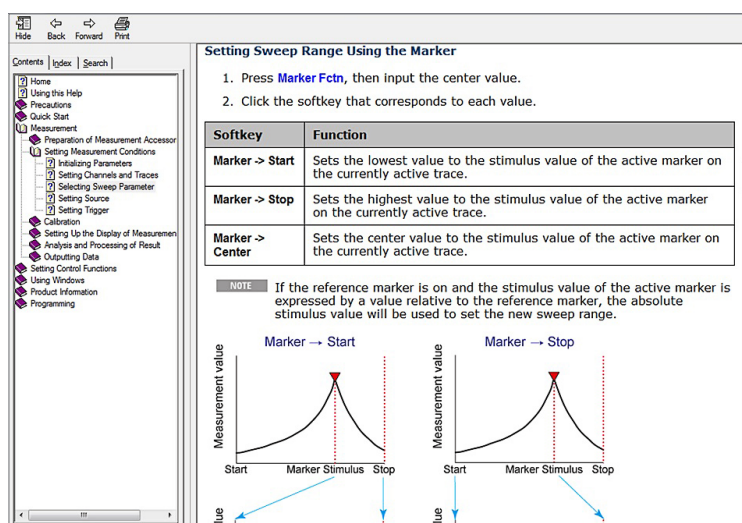 Hide Back Forward Print
Contents Index Search
Home
Using this Help
Precautions
Quick Start
Measurement
Preparation of Measurement Accessor
Setting Measurement Conditions
Initializing Parameters
Setting Channels and Traces
Selecting Sweep Parameter
Setting Source
Setting Trigger
Calibration
Setting Up the Display of Measuremen
Analysis and Processing of Result
Outputting Data
Setting Control Functions
Using Windows
Product Information
Programming
Setting Sweep Range Using the Marker
1. Press Marker Fctn, then input the center value.
2. Click the softkey that corresponds to each value.
Softkey Function
Marker -> Start Sets the lowest value to the stimulus value of the active marker on
the currently active trace.
Marker -> Stop Sets the highest value to the stimulus value of the active marker
on the currently active trace.
Marker -> Sets the center value to the stimulus value of the active marker on
Center the currently active trace.
NOTE If the reference marker is on and the stimulus value of the active marker is
expressed by a value relative to the reference marker, the absolute
stimulus value will be used to set the new sweep range.
Marker → Start
Measurement value
Start Marker Stimulus Stop
Marker → Stop
Measurement value
Start Marker Stimulus Stop